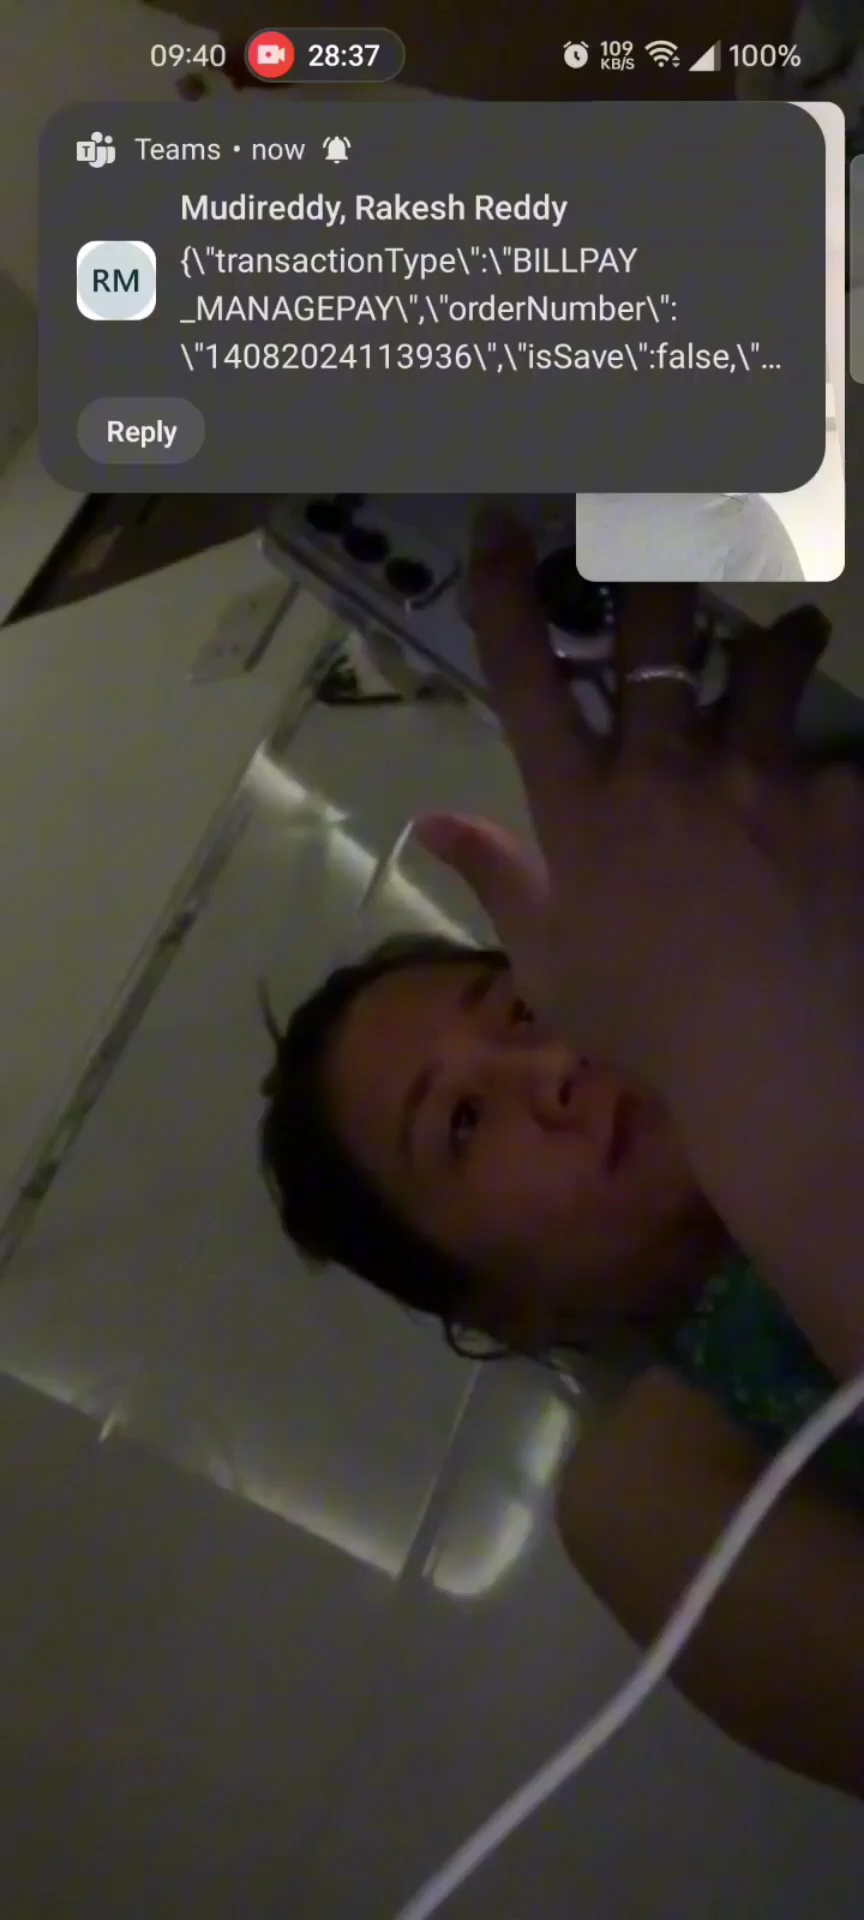 09:40 28:37 109 KB/S 100%
Teams • now
Mudireddy, Rakesh Reddy
RM
{\"transactionType\":\"BILLPAY
_MANAGEPAY\",\"orderNumber\":
\"14082024113936\",\"isSave\":false,\"...
Reply